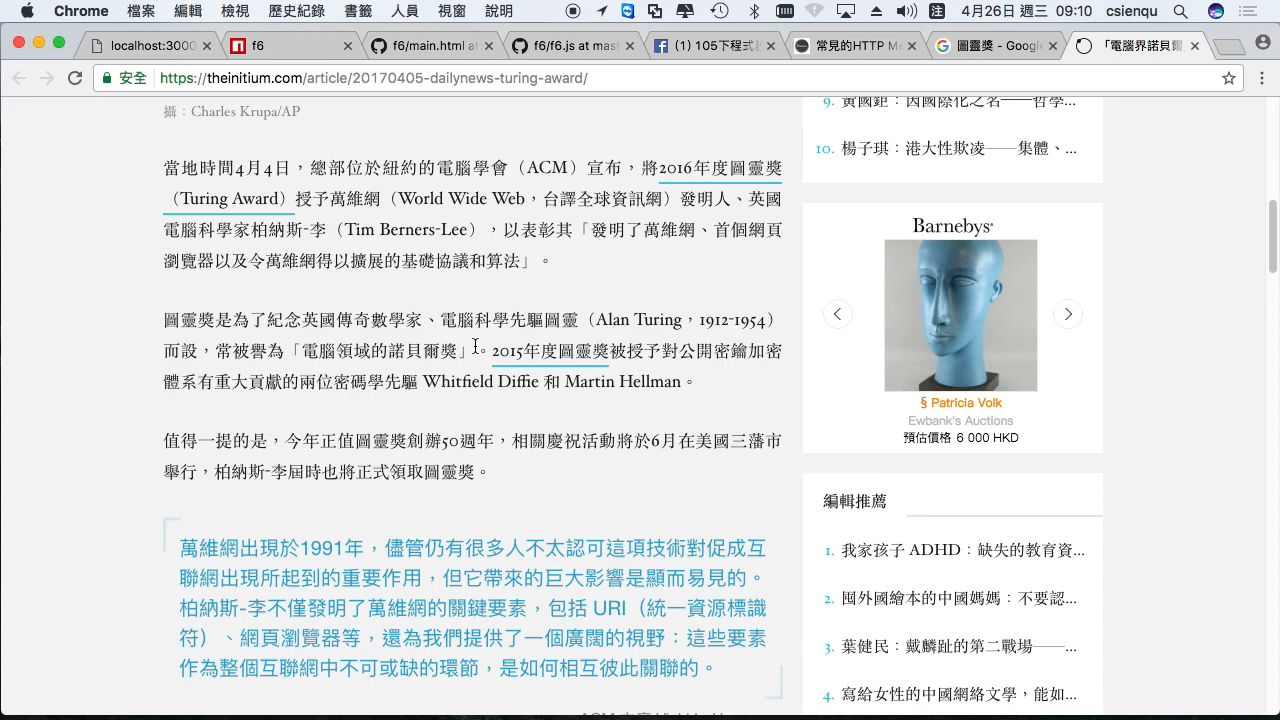 Chrome 檔案 編輯 檢視 歷史紀錄 書籤 人員 視窗 說明 注 4月26日 週三 09:10 csienqu
localhost:3000 f6 f6/main.html at f6/f6.js at mast (1) 105下程式 常見的HTTP Me 圖靈獎 - Google 「電腦界諾貝爾
安全 https://theinitium.com/article/20170405-dailynews-turing-award/
攝：Charles Krupa/AP
當地時間4月4日，總部位於紐約的電腦學會（ACM）宣布，將2016年度圖靈獎
（Turing Award）授予萬維網（World Wide Web，台譯全球資訊網）發明人、英國
電腦科學家柏納斯-李（Tim Berners-Lee），以表彰其「發明了萬維網、首個網頁
瀏覽器以及令萬維網得以擴展的基礎協議和算法」。
圖靈獎是為了紀念英國傳奇數學家、電腦科學先驅圖靈（Alan Turing，1912-1954）
而設，常被譽為「電腦領域的諾貝爾獎」。2015年度圖靈獎被授予對公開密鑰加密
體系有重大貢獻的兩位密碼學先驅 Whitfield Diffie 和 Martin Hellman。
值得一提的是，今年正值圖靈獎創辦50週年，相關慶祝活動將於6月在美國三藩市
舉行，柏納斯-李屆時也將正式領取圖靈獎。
萬維網出現於1991年，儘管仍有很多人不太認可這項技術對促成互
聯網出現所起到的重要作用，但它帶來的巨大影響是顯而易見的。
柏納斯-李不僅發明了萬維網的關鍵要素，包括 URI（統一資源標識
符）、網頁瀏覽器等，還為我們提供了一個廣闊的視野：這些要素
作為整個互聯網中不可或缺的環節，是如何相互彼此關聯的。
9. 黃國鉅：因國際化之名——哲學...
10. 楊子琪：港大性欺凌——集體、...
Barnebys
§ Patricia Volk
Ewbank's Auctions
預估價格 6 000 HKD
編輯推薦
1. 我家孩子 ADHD：缺失的教育資...
2. 囤外國繪本的中國媽媽：不要認...
3. 葉健民：戴麟趾的第二戰場——...
4. 寫給女性的中國網絡文學，能如...